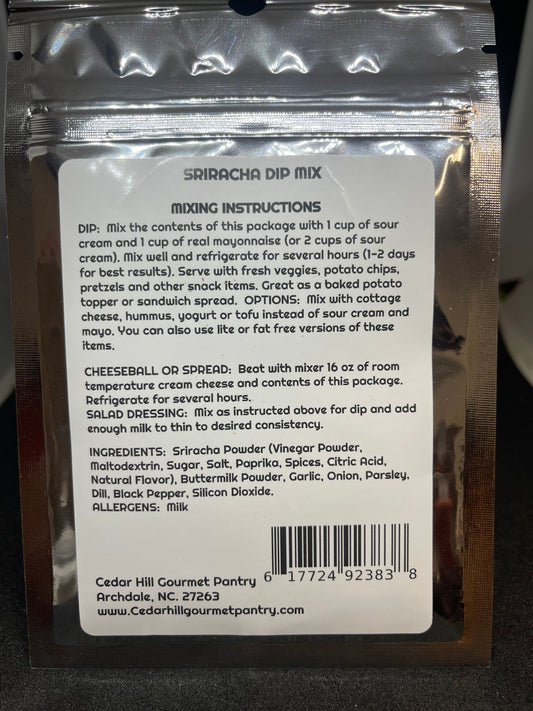 SRIRACHA DIP MIX
MIXING INSTRUCTIONS
DIP: Mix the contents of this package with 1 cup of sour
cream and 1 cup of real mayonnaise (or 2 cups of sour
cream). Mix well and refrigerate for several hours (1-2 days
for best results). Serve with fresh veggies, potato chips,
pretzels and other snack items. Great as a baked potato
topper or sandwich spread. OPTIONS: Mix with cottage
cheese, hummus, yogurt or tofu instead of sour cream and
mayo. You can also use lite or fat free versions of these
items.
CHEESEBALL OR SPREAD: Beat with mixer 16 oz of room
temperature cream cheese and contents of this package.
Refrigerate for several hours.
SALAD DRESSING: Mix as instructed above for dip and add
enough milk to thin to desired consistency.
INGREDIENTS: Sriracha Powder (Vinegar Powder,
Maltodextrin, Sugar, Salt, Paprika, Spices, Citric Acid,
Natural Flavor), Buttermilk Powder, Garlic, Onion, Parsley,
Dill, Black Pepper, Silicon Dioxide.
ALLERGENS: Milk
6 17724 92383 8
Cedar Hill Gourmet Pantry
Archdale, NC. 27263
www.Cedarhillgourmetpantry.com